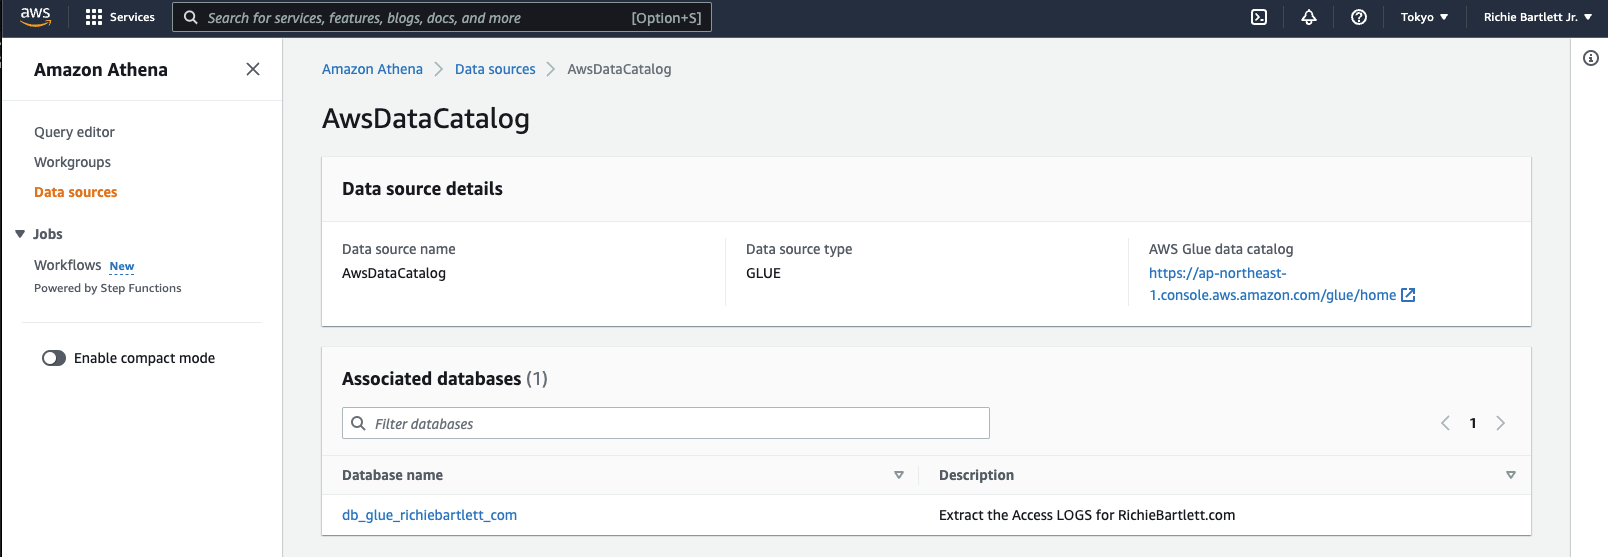 aws
Services
Search for services, features, blogs, docs, and more
[Option+S]
Tokyo
Richie Bartlett Jr.
Amazon Athena
Query editor
Workgroups
Data sources
Jobs
Workflows New
Powered by Step Functions
Enable compact mode
Amazon Athena
Data sources
AwsDataCatalog
AwsDataCatalog
Data source details
Data source name
AwsDataCatalog
Data source type
GLUE
AWS Glue data catalog
https://ap-northeast-
1.console.aws.amazon.com/glue/home
Associated databases (1)
Filter databases
1
Database name
Description
db_glue_richiebartlett_com
Extract the Access LOGS for RichieBartlett.com